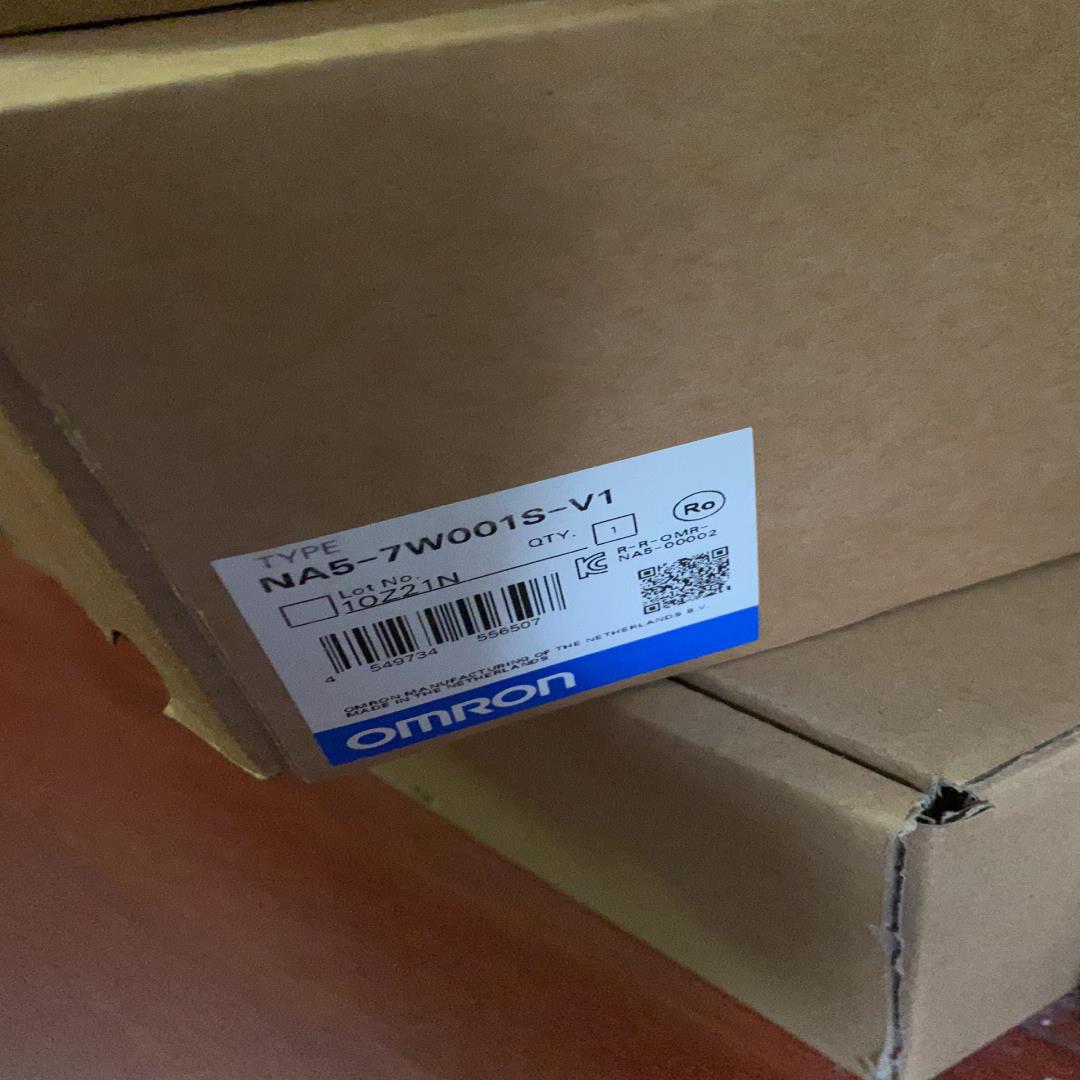 TYPE
NA5-7W001S-V1
Lot No. QTY. 1
10Z21N
Ro
R-R-OMR-
NA5-00002
4 549734 556507
OMRON MANUFACTURING OF THE NETHERLANDS B.V.
MADE IN THE NETHERLANDS
OMRON